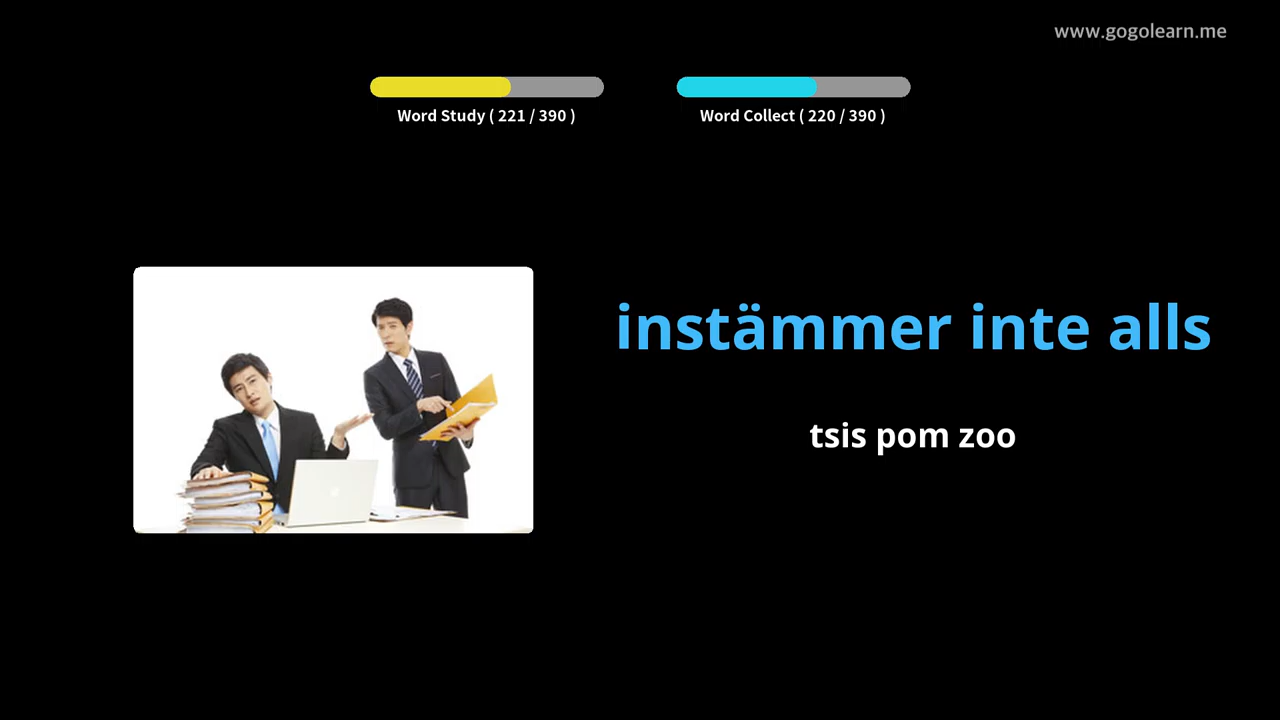 www.gogolearn.me
Word Study ( 221 / 390 )
Word Collect ( 220 / 390 )
instämmer inte alls
tsis pom zoo